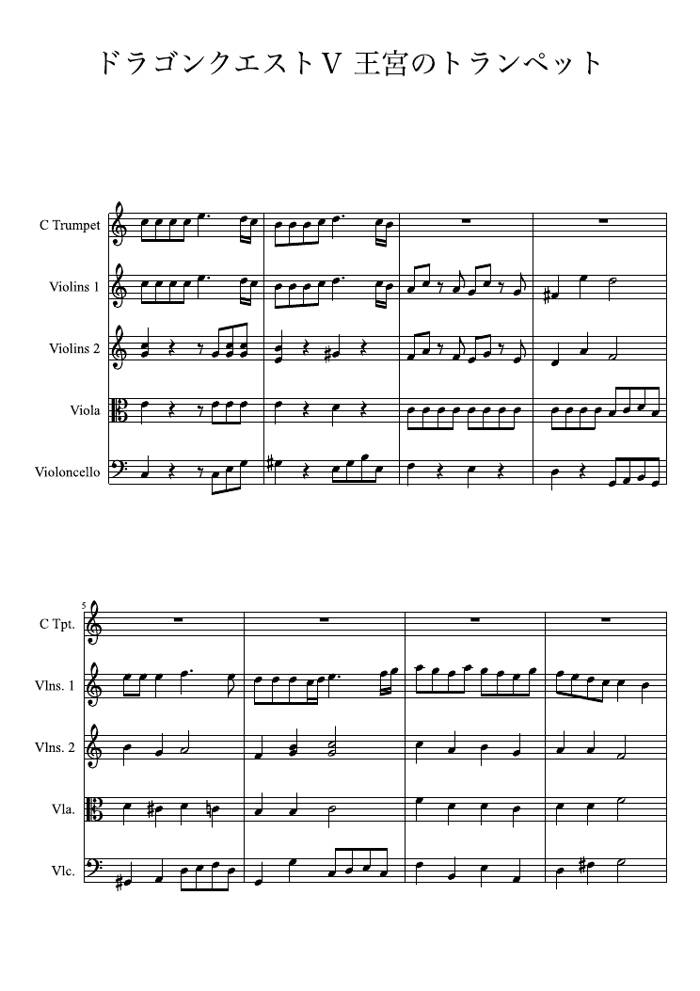 ドラゴンクエストⅤ 王宮のトランペット
C Trumpet
Violins 1
Violins 2
Viola
Violoncello
5
C Tpt.
Vlns. 1
Vlns. 2
Vla.
Vlc.